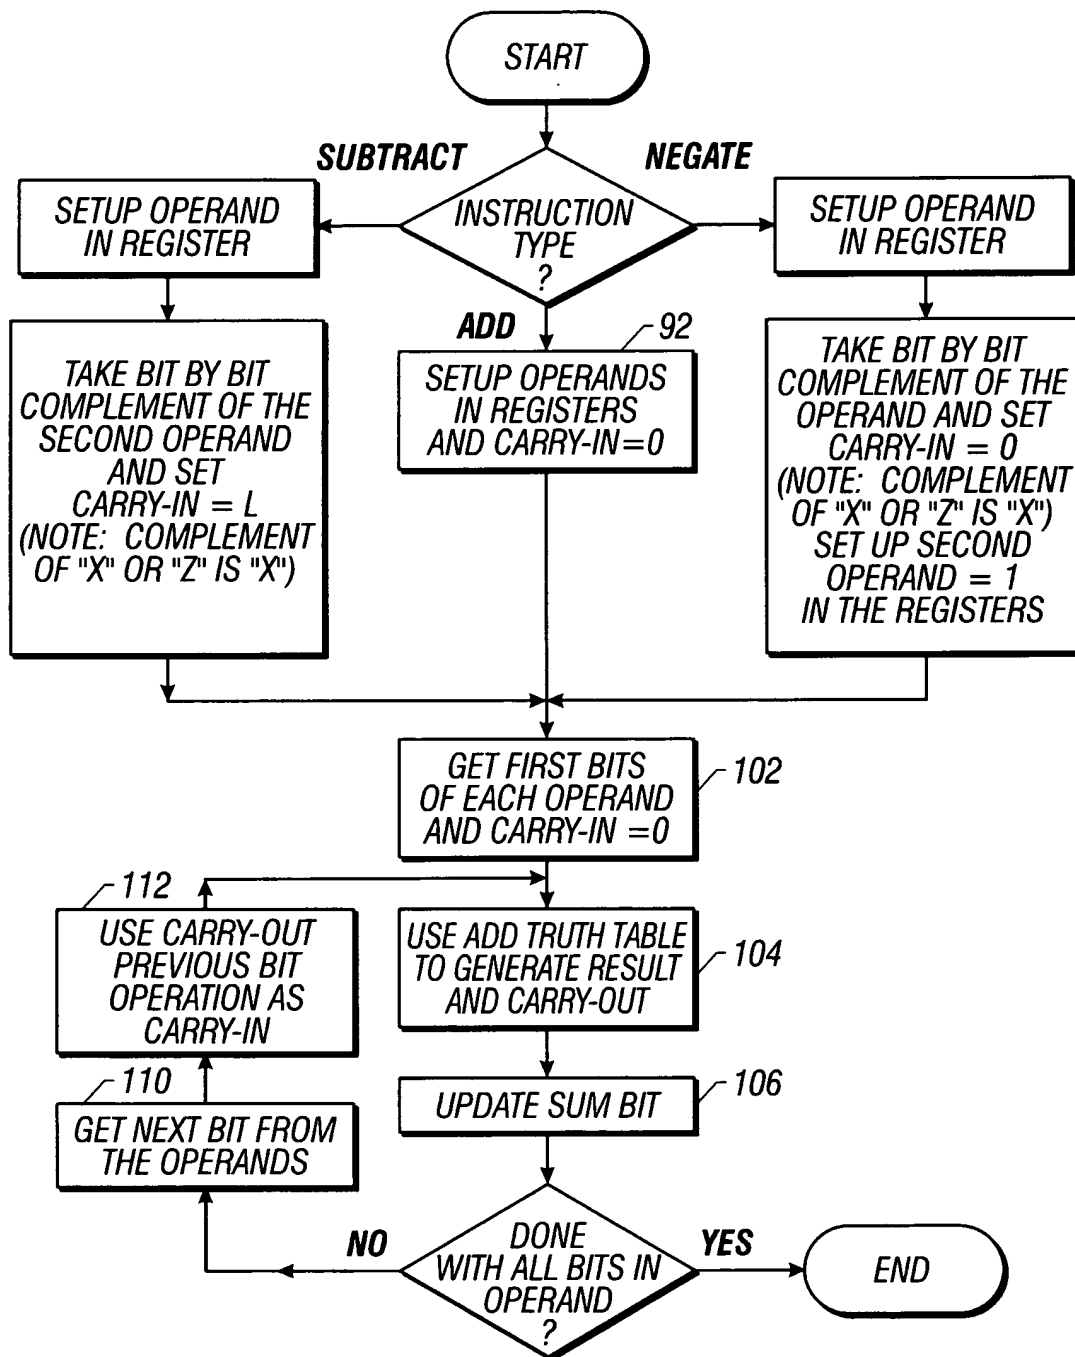 START
SUBTRACT
NEGATE
INSTRUCTION
TYPE
?
SETUP OPERAND
IN REGISTER
TAKE BIT BY BIT
COMPLEMENT OF THE
SECOND OPERAND
AND SET
CARRY-IN = L
(NOTE: COMPLEMENT
OF "X" OR "Z" IS "X")
ADD
92
SETUP OPERANDS
IN REGISTERS
AND CARRY-IN=0
SETUP OPERAND
IN REGISTER
TAKE BIT BY BIT
COMPLEMENT OF THE
OPERAND AND SET
CARRY-IN = 0
(NOTE: COMPLEMENT
OF "X" OR "Z" IS "X")
SET UP SECOND
OPERAND = 1
IN THE REGISTERS
GET FIRST BITS
OF EACH OPERAND
AND CARRY-IN =0
102
112
USE CARRY-OUT
PREVIOUS BIT
OPERATION AS
CARRY-IN
USE ADD TRUTH TABLE
TO GENERATE RESULT
AND CARRY-OUT
104
110
GET NEXT BIT FROM
THE OPERANDS
UPDATE SUM BIT
106
NO
DONE
WITH ALL BITS IN
OPERAND
?
YES
END